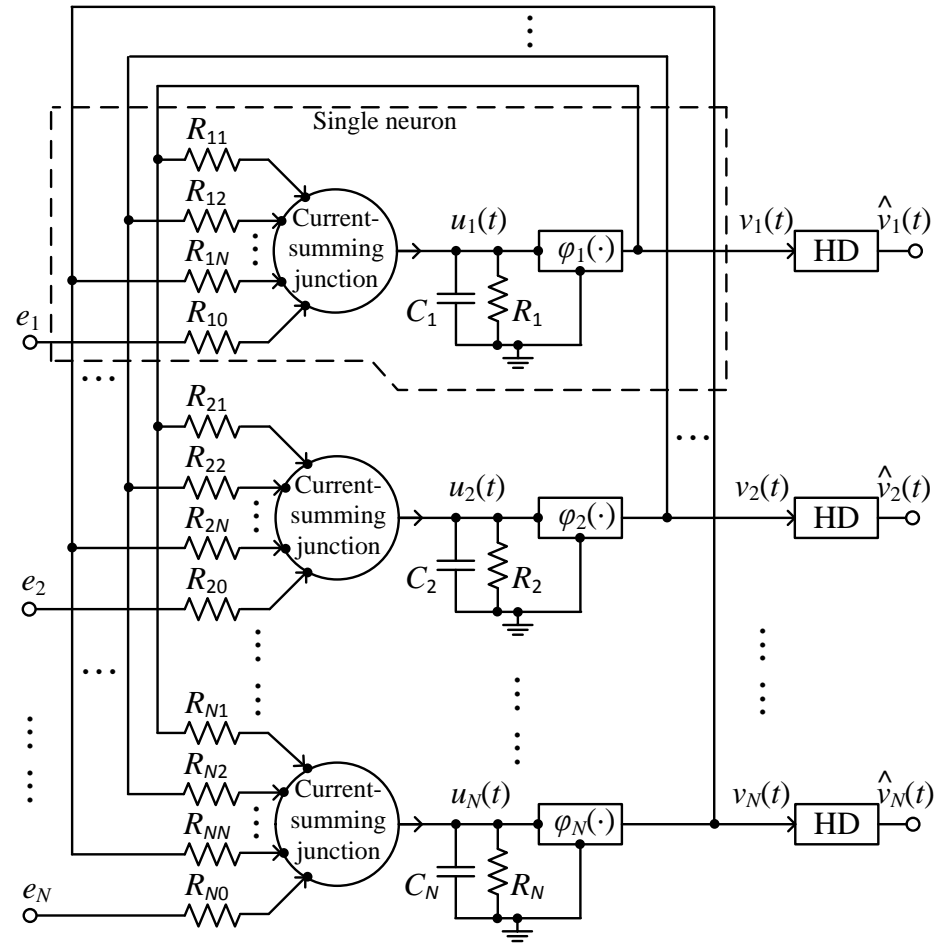 Single neuron
R11
R12
R1N
R10
e1
Current-
summing
junction
u1(t)
C1
R1
φ1(·)
v1(t)
HD
v̂1(t)
R21
R22
R2N
R20
e2
Current-
summing
junction
u2(t)
C2
R2
φ2(·)
v2(t)
HD
v̂2(t)
RN1
RN2
RNN
RN0
eN
Current-
summing
junction
uN(t)
CN
RN
φN(·)
vN(t)
HD
v̂N(t)